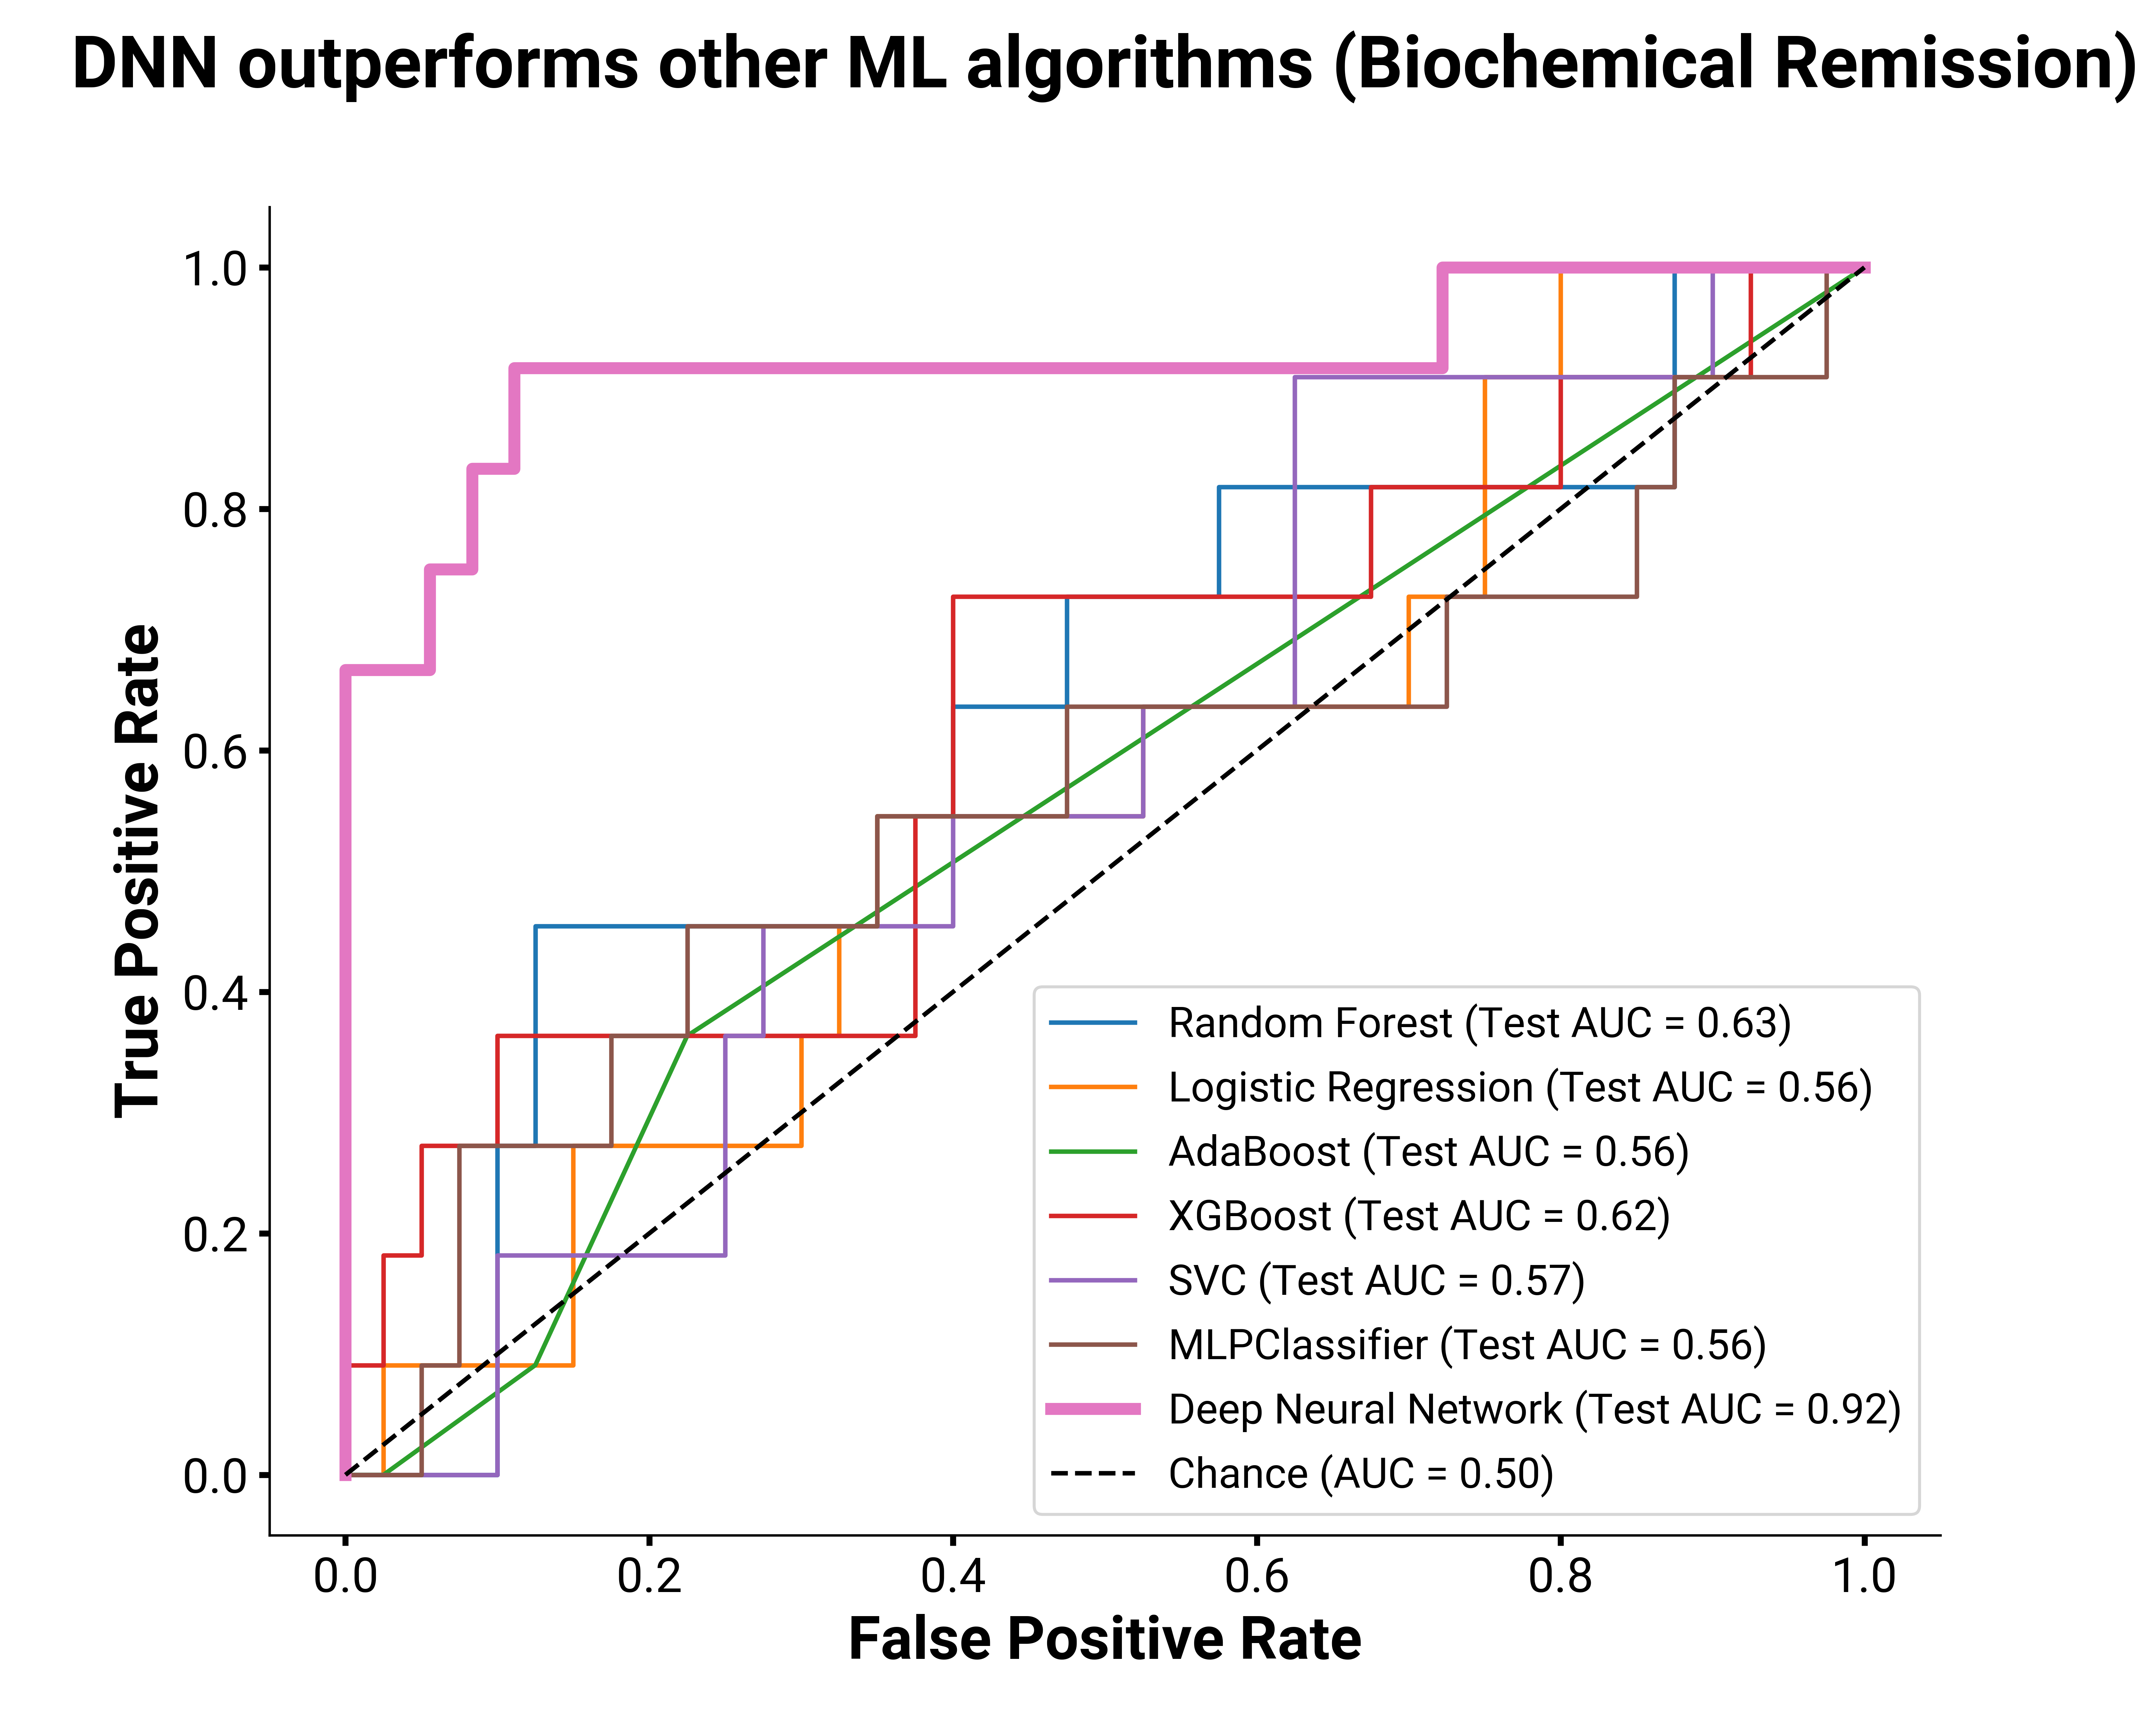 DNN outperforms other ML algorithms (Biochemical Remission)
True Positive Rate
1.0
0.8
0.6
0.4
0.2
0.0
Random Forest (Test AUC = 0.63)
Logistic Regression (Test AUC = 0.56)
AdaBoost (Test AUC = 0.56)
XGBoost (Test AUC = 0.62)
SVC (Test AUC = 0.57)
MLPClassifier (Test AUC = 0.56)
Deep Neural Network (Test AUC = 0.92)
Chance (AUC = 0.50)
0.0 0.2 0.4 0.6 0.8 1.0
False Positive Rate